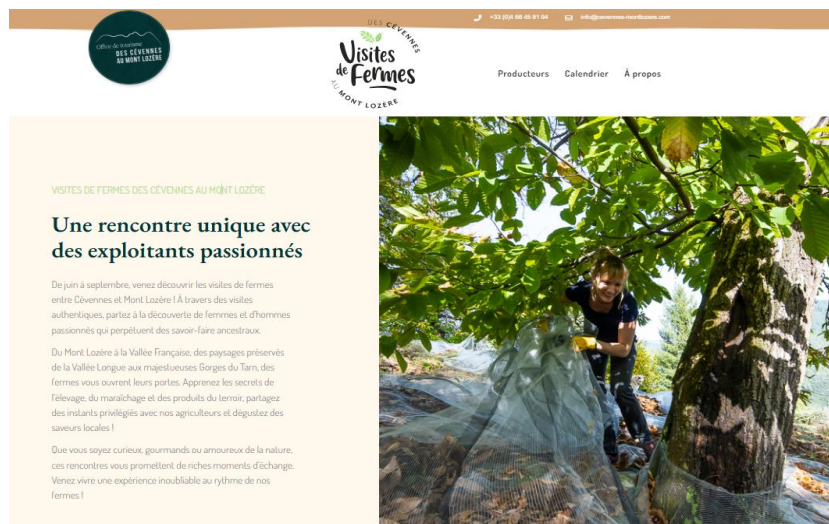 +33 (0)4 66 45 81 94
info@cevennes-montlozere.com
Office de tourisme
DES CÉVENNES
AU MONT LOZÈRE
DES CÉVENNES
Visites
de Fermes
AU MONT LOZÈRE
Producteurs Calendrier À propos
VISITES DE FERMES DES CÉVENNES AU MONT LOZÈRE
Une rencontre unique avec
des exploitants passionnés
De juin à septembre, venez découvrir les visites de fermes
entre Cévennes et Mont Lozère ! À travers des visites
authentiques, partez à la découverte de femmes et d'hommes
passionnés qui perpétuent des savoir-faire ancestraux.
Du Mont Lozère à la Vallée Française, des paysages préservés
de la Vallée Longue aux majestueuses Gorges du Tarn, des
fermes vous ouvrent leurs portes. Apprenez les secrets de
l'élevage, du maraîchage et des produits du terroir, partagez
des instants privilégiés avec nos agriculteurs et dégustez des
saveurs locales !
Que vous soyez curieux, gourmands ou amoureux de la nature,
ces rencontres vous promettent de riches moments d'échange.
Venez vivre une expérience inoubliable au rythme de nos
fermes !